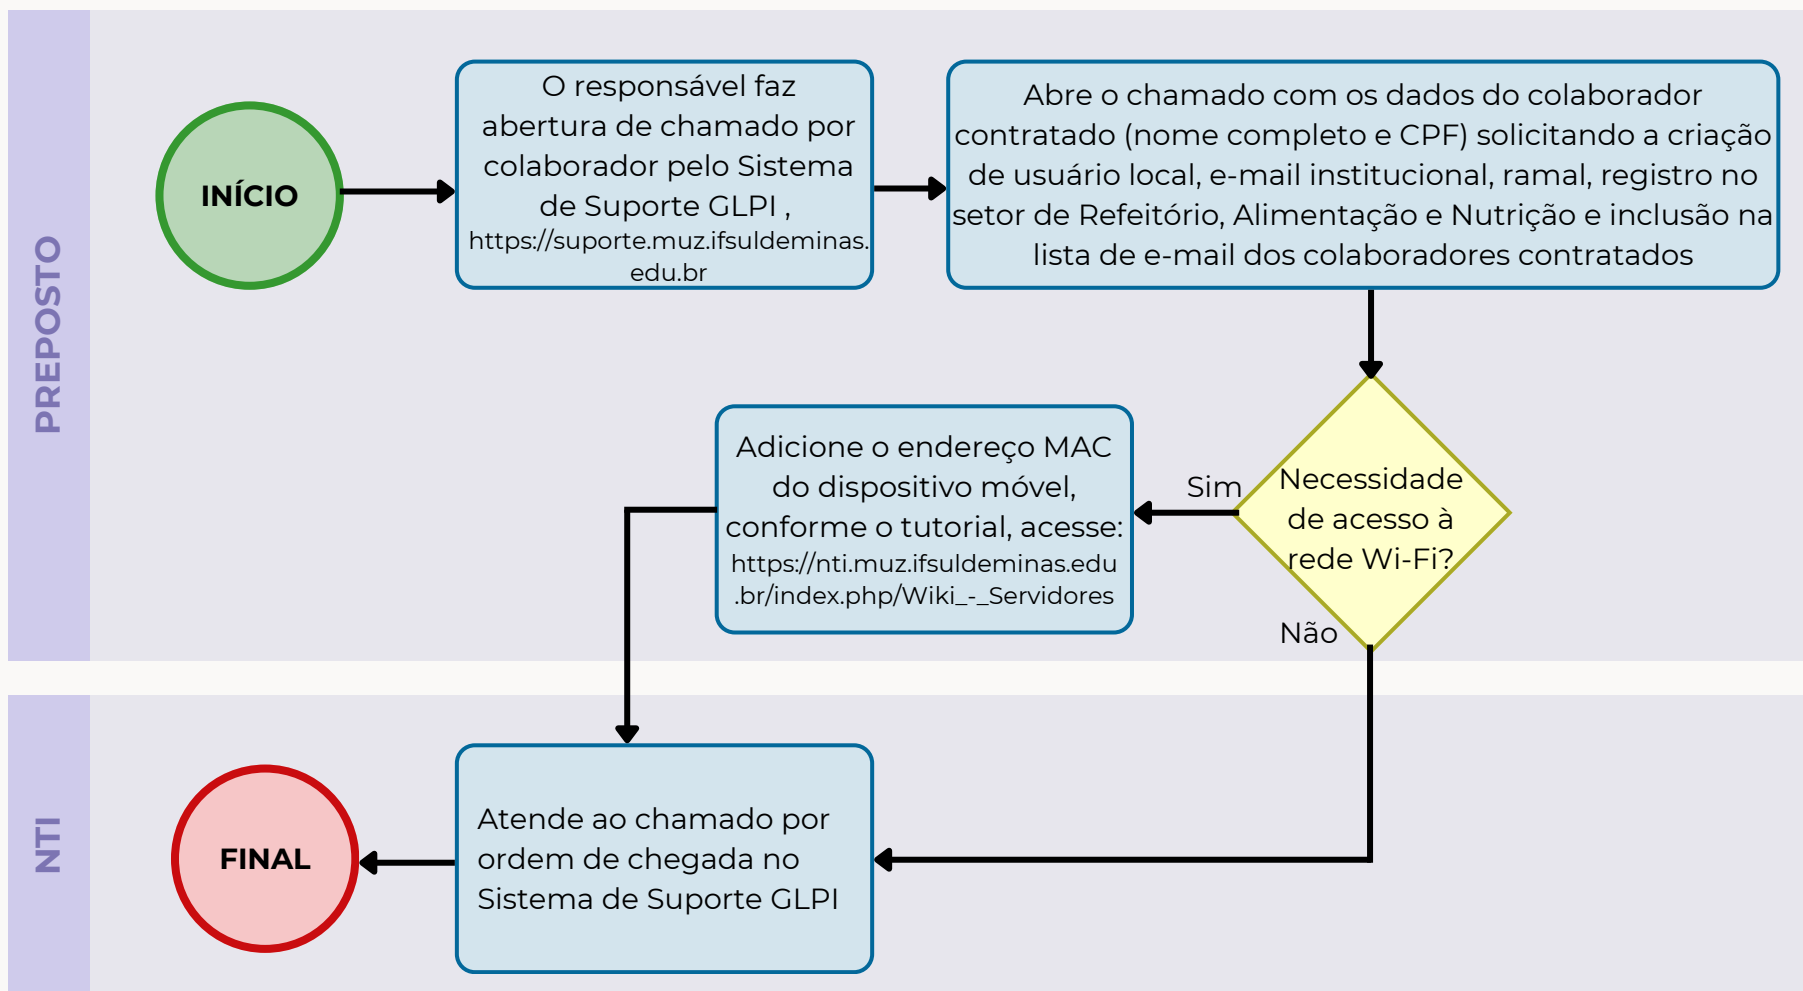 PREPOSTO
INÍCIO
O responsável faz
abertura de chamado por
colaborador pelo Sistema
de Suporte GLPI ,
https://suporte.muz.ifsuldeminas.
edu.br
Abre o chamado com os dados do colaborador
contratado (nome completo e CPF) solicitando a criação
de usuário local, e-mail institucional, ramal, registro no
setor de Refeitório, Alimentação e Nutrição e inclusão na
lista de e-mail dos colaboradores contratados
Necessidade
de acesso à
rede Wi-Fi?
Sim
Adicione o endereço MAC
do dispositivo móvel,
conforme o tutorial, acesse:
https://nti.muz.ifsuldeminas.edu
.br/index.php/Wiki_-_Servidores
Não
NTI
Atende ao chamado por
ordem de chegada no
Sistema de Suporte GLPI
FINAL